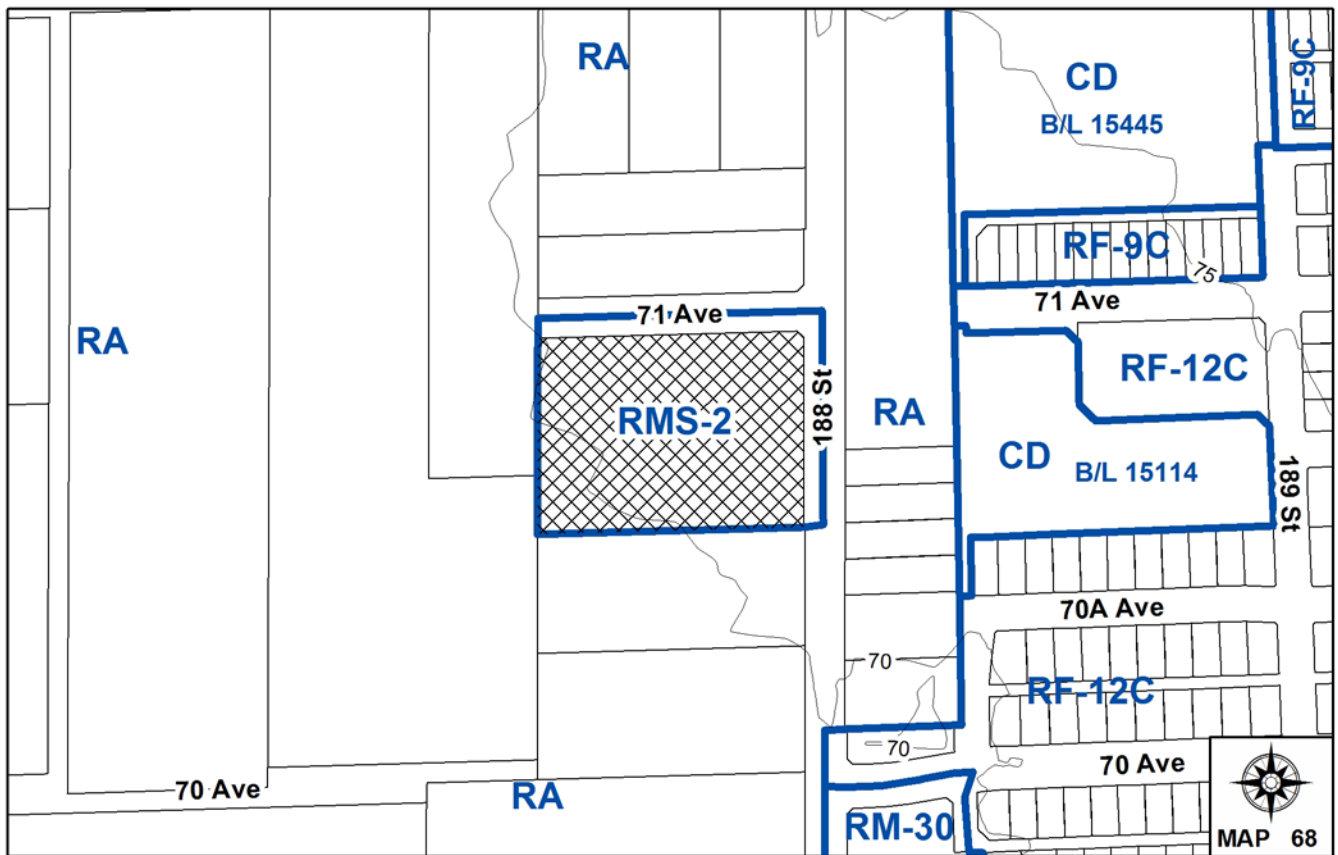 RA
CD
B/L 15445
RF-9C
RF-9C
75
71 Ave
71 Ave
RA
RF-12C
188 St
RMS-2
RA
CD
B/L 15114
189 St
70A Ave
70
RF-12C
70
70 Ave
70 Ave
RA
RM-30
MAP 68